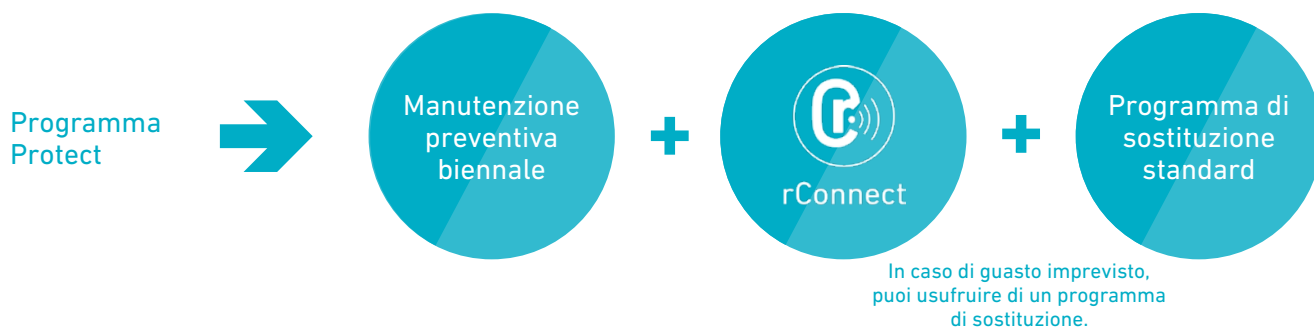 Programma
Protect
Manutenzione
preventiva
biennale
rConnect
Programma di
sostituzione
standard
In caso di guasto imprevisto,
puoi usufruire di un programma
di sostituzione.